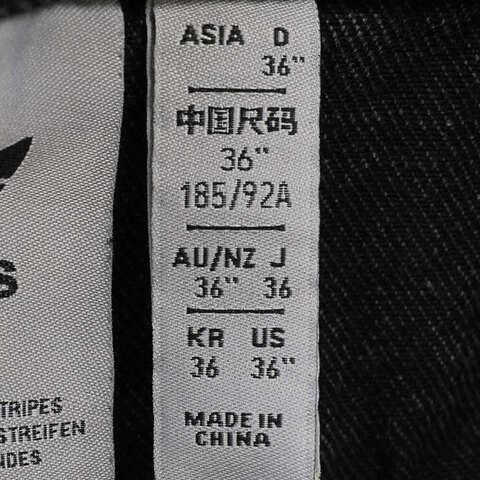 S
TRIPES
STREIFEN
NDES
ASIA D
36"
中国尺码
36"
185/92A
AU/NZ J
36" 36
KR US
36 36"
MADE IN
CHINA